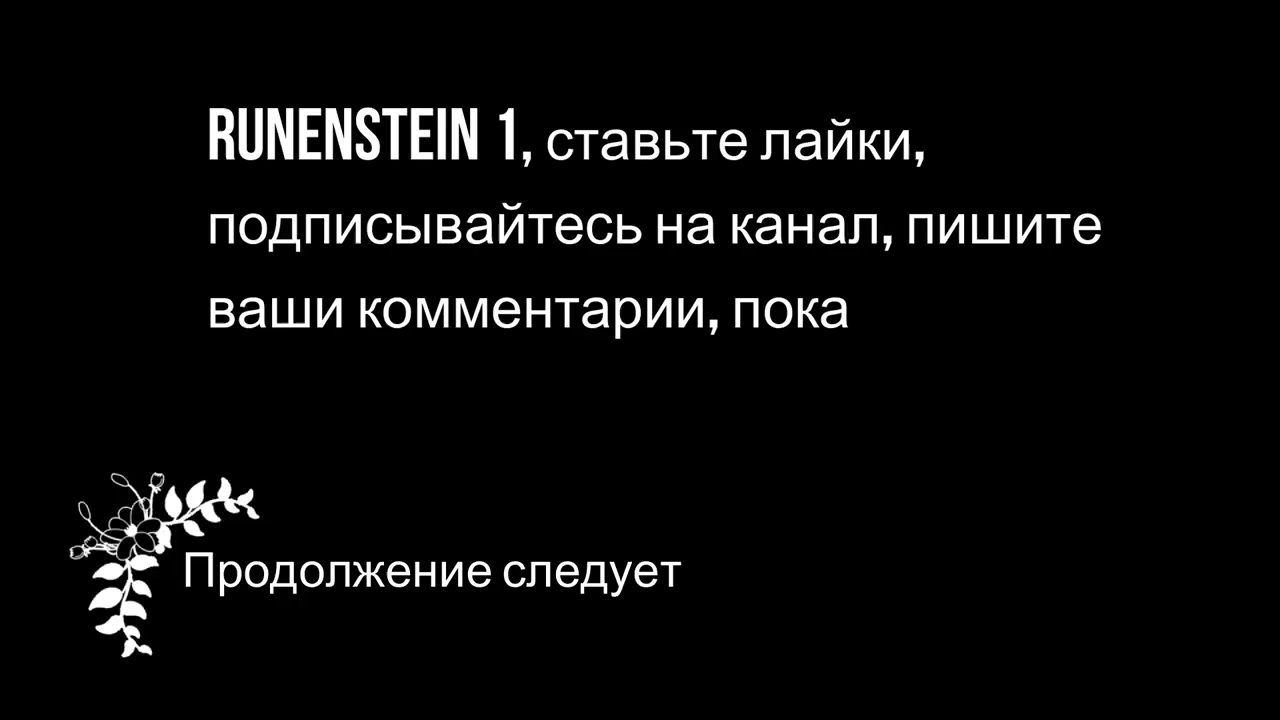 RUNENSTEIN 1, ставьте лайки,
подписывайтесь на канал, пишите
ваши комментарии, пока
Продолжение следует